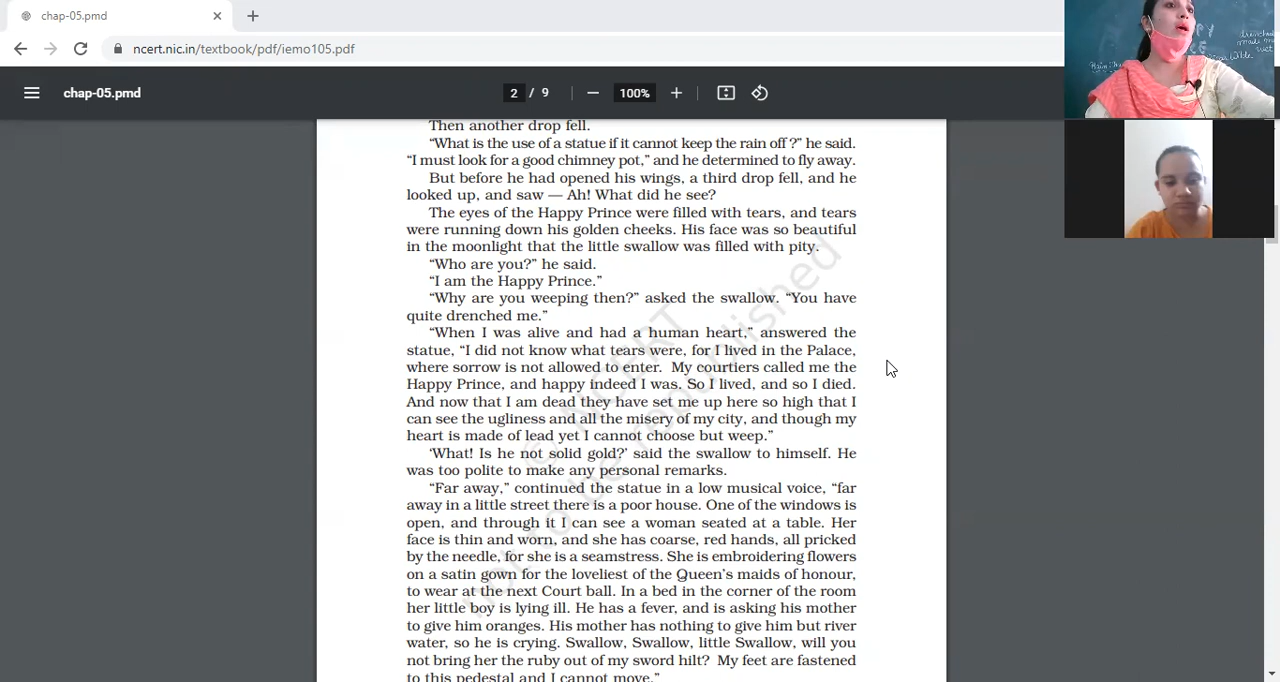 chap-05.pmd
ncert.nic.in/textbook/pdf/iemo105.pdf
chap-05.pmd
2 / 9
100%
Then another drop fell.
“What is the use of a statue if it cannot keep the rain off ?” he said.
“I must look for a good chimney pot,” and he determined to fly away.
But before he had opened his wings, a third drop fell, and he
looked up, and saw — Ah! What did he see?
The eyes of the Happy Prince were filled with tears, and tears
were running down his golden cheeks. His face was so beautiful
in the moonlight that the little swallow was filled with pity.
“Who are you?” he said.
“I am the Happy Prince.”
“Why are you weeping then?” asked the swallow. “You have
quite drenched me.”
“When I was alive and had a human heart,” answered the
statue, “I did not know what tears were, for I lived in the Palace,
where sorrow is not allowed to enter. My courtiers called me the
Happy Prince, and happy indeed I was. So I lived, and so I died.
And now that I am dead they have set me up here so high that I
can see the ugliness and all the misery of my city, and though my
heart is made of lead yet I cannot choose but weep.”
‘What! Is he not solid gold?’ said the swallow to himself. He
was too polite to make any personal remarks.
“Far away,” continued the statue in a low musical voice, “far
away in a little street there is a poor house. One of the windows is
open, and through it I can see a woman seated at a table. Her
face is thin and worn, and she has coarse, red hands, all pricked
by the needle, for she is a seamstress. She is embroidering flowers
on a satin gown for the loveliest of the Queen’s maids of honour,
to wear at the next Court ball. In a bed in the corner of the room
her little boy is lying ill. He has a fever, and is asking his mother
to give him oranges. His mother has nothing to give him but river
water, so he is crying. Swallow, Swallow, little Swallow, will you
not bring her the ruby out of my sword hilt? My feet are fastened
to this pedestal and I cannot move.”
© NCERT
not to be republished